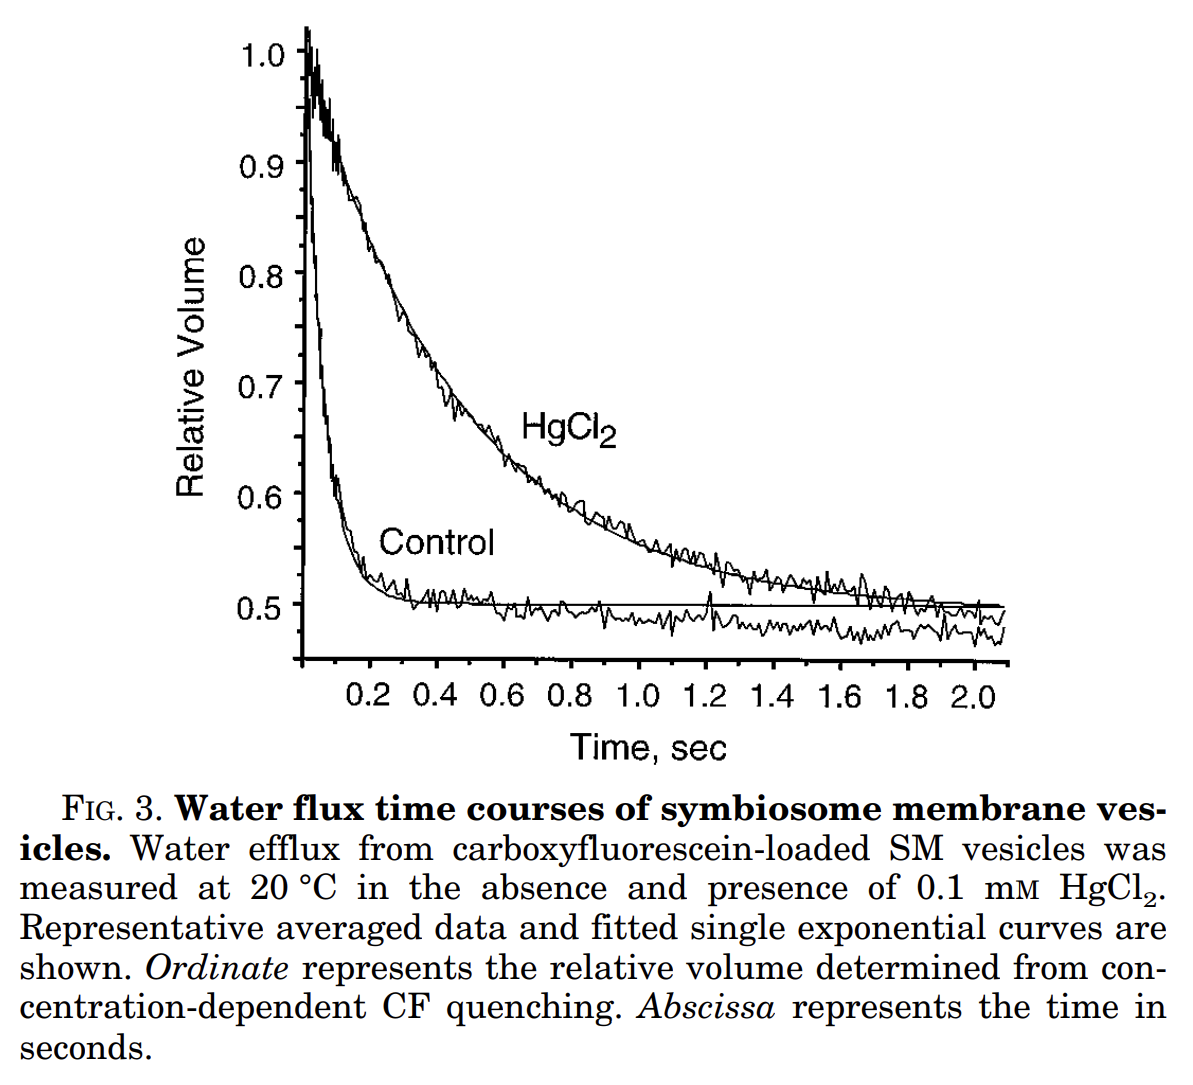 1.0
0.9
0.8
0.7
0.6
0.5
Relative Volume
HgCl₂
Control
0.2 0.4 0.6 0.8 1.0 1.2 1.4 1.6 1.8 2.0
Time, sec
FIG. 3. Water flux time courses of symbiosome membrane ves-
icles. Water efflux from carboxyfluorescein-loaded SM vesicles was
measured at 20 °C in the absence and presence of 0.1 mM HgCl₂.
Representative averaged data and fitted single exponential curves are
shown. Ordinate represents the relative volume determined from con-
centration-dependent CF quenching. Abscissa represents the time in
seconds.